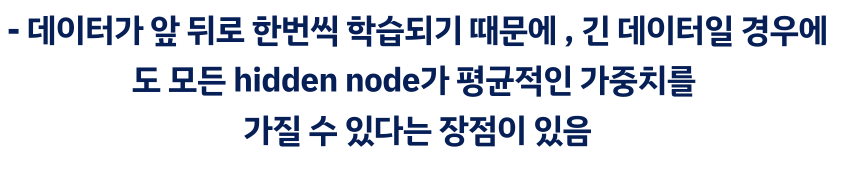 - 데이터가 앞 뒤로 한번씩 학습되기 때문에 , 긴 데이터일 경우에
도 모든 hidden node가 평균적인 가중치를
가질 수 있다는 장점이 있음